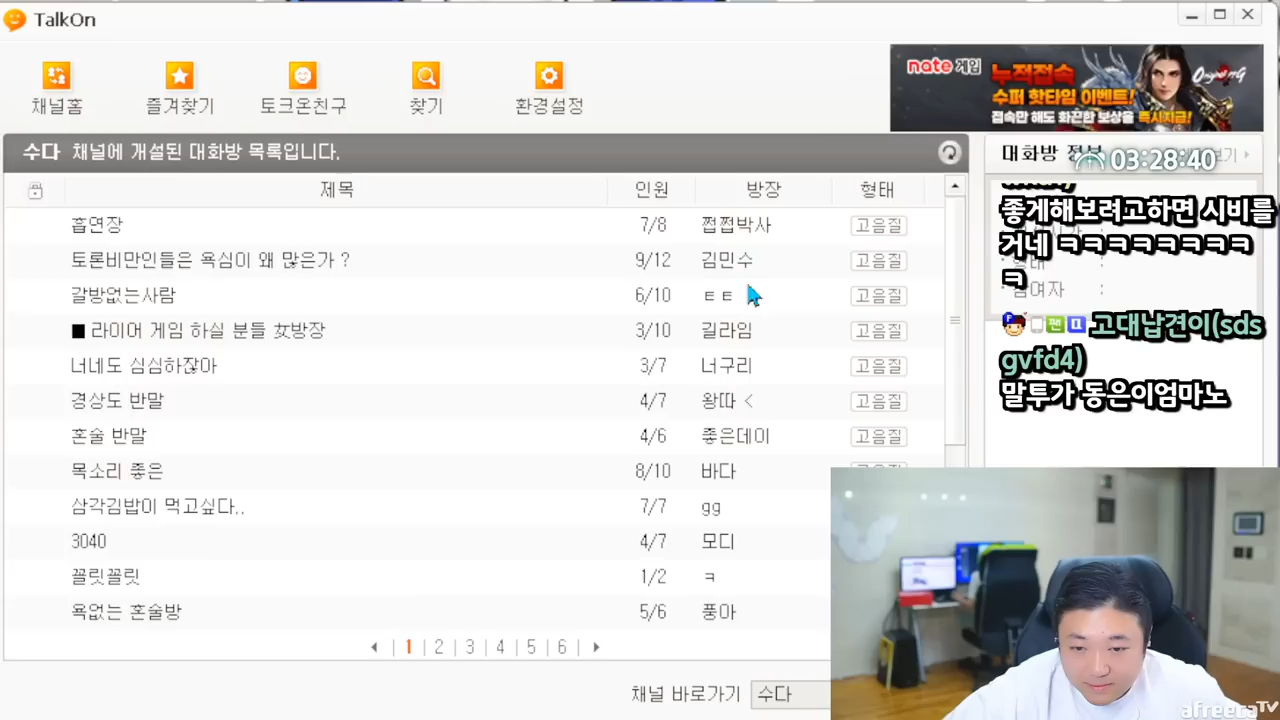 TalkOn
채널홈
즐겨찾기
토크온친구
찾기
환경설정
nate 게임
누적접속
수퍼 핫타임 이벤트!
접속만 해도 화끈한 보상을 즉시지급!
수다 채널에 개설된 대화방 목록입니다.
제목 인원 방장 형태
흡연장 7/8 쩝쩝박사 고음질
토론비만인들은 욕심이 왜 많은가 ? 9/12 김민수 고음질
갈방없는사람 6/10 ㅌㅌ 고음질
■ 라이어 게임 하실 분들 女방장 3/10 길라임 고음질
너네도 심심하잖아 3/7 너구리 고음질
경상도 반말 4/7 왕따 < 고음질
혼술 반말 4/6 좋은데이 고음질
목소리 좋은 8/10 바다
삼각김밥이 먹고싶다.. 7/7 gg
3040 4/7 모디
꼴릿꼴릿 1/2 ㅋ
욕없는 혼술방 5/6 풍아
1 | 2 | 3 | 4 | 5 | 6
채널 바로가기 수다
대화방 정보
03:28:40
좋게해보려고하면 시비를
거네 ㅋㅋㅋㅋㅋㅋㅋㅋㅋ
ㅋ
참여자 :
고대납견이(sds
gvfd4)
말투가 동은이엄마노
afreecaTV